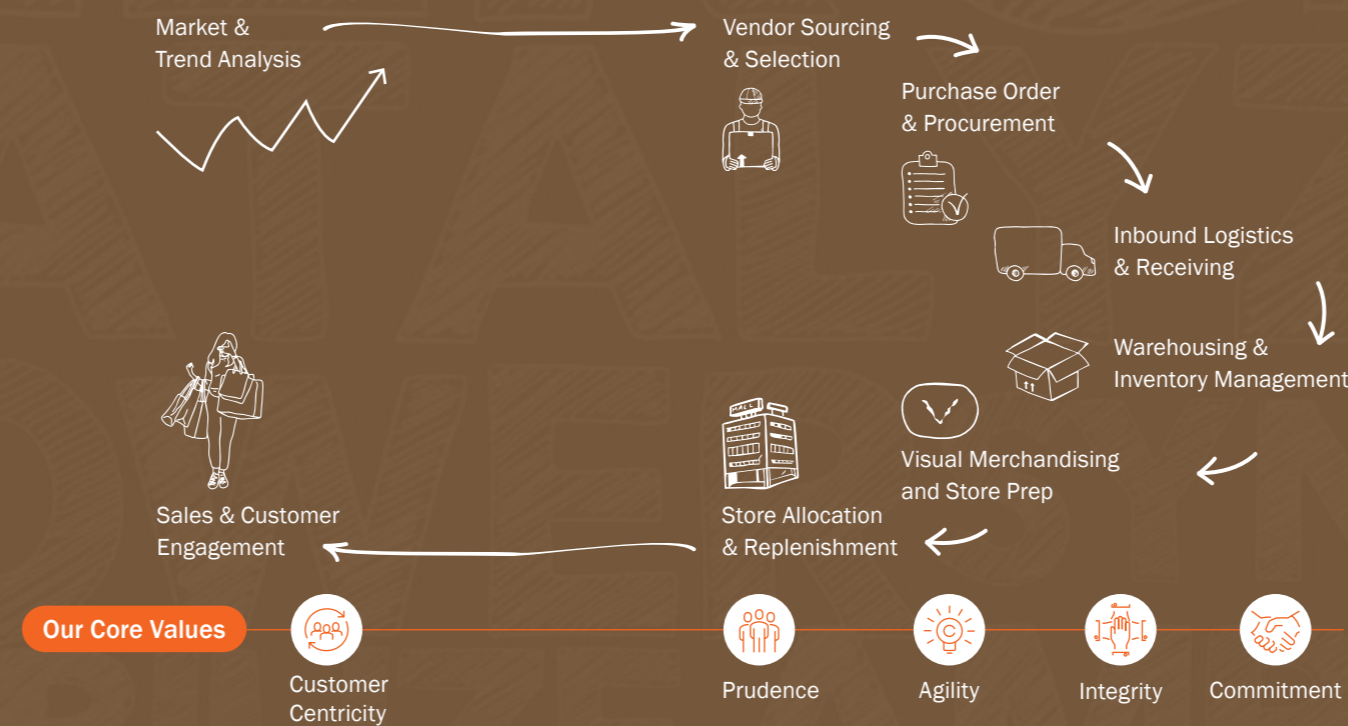 Market &
Trend Analysis
Vendor Sourcing
& Selection
Purchase Order
& Procurement
Inbound Logistics
& Receiving
Warehousing &
Inventory Management
Visual Merchandising
and Store Prep
MALL
Store Allocation
& Replenishment
Sales & Customer
Engagement
Our Core Values
Customer
Centricity
Prudence
Agility
Integrity
Commitment